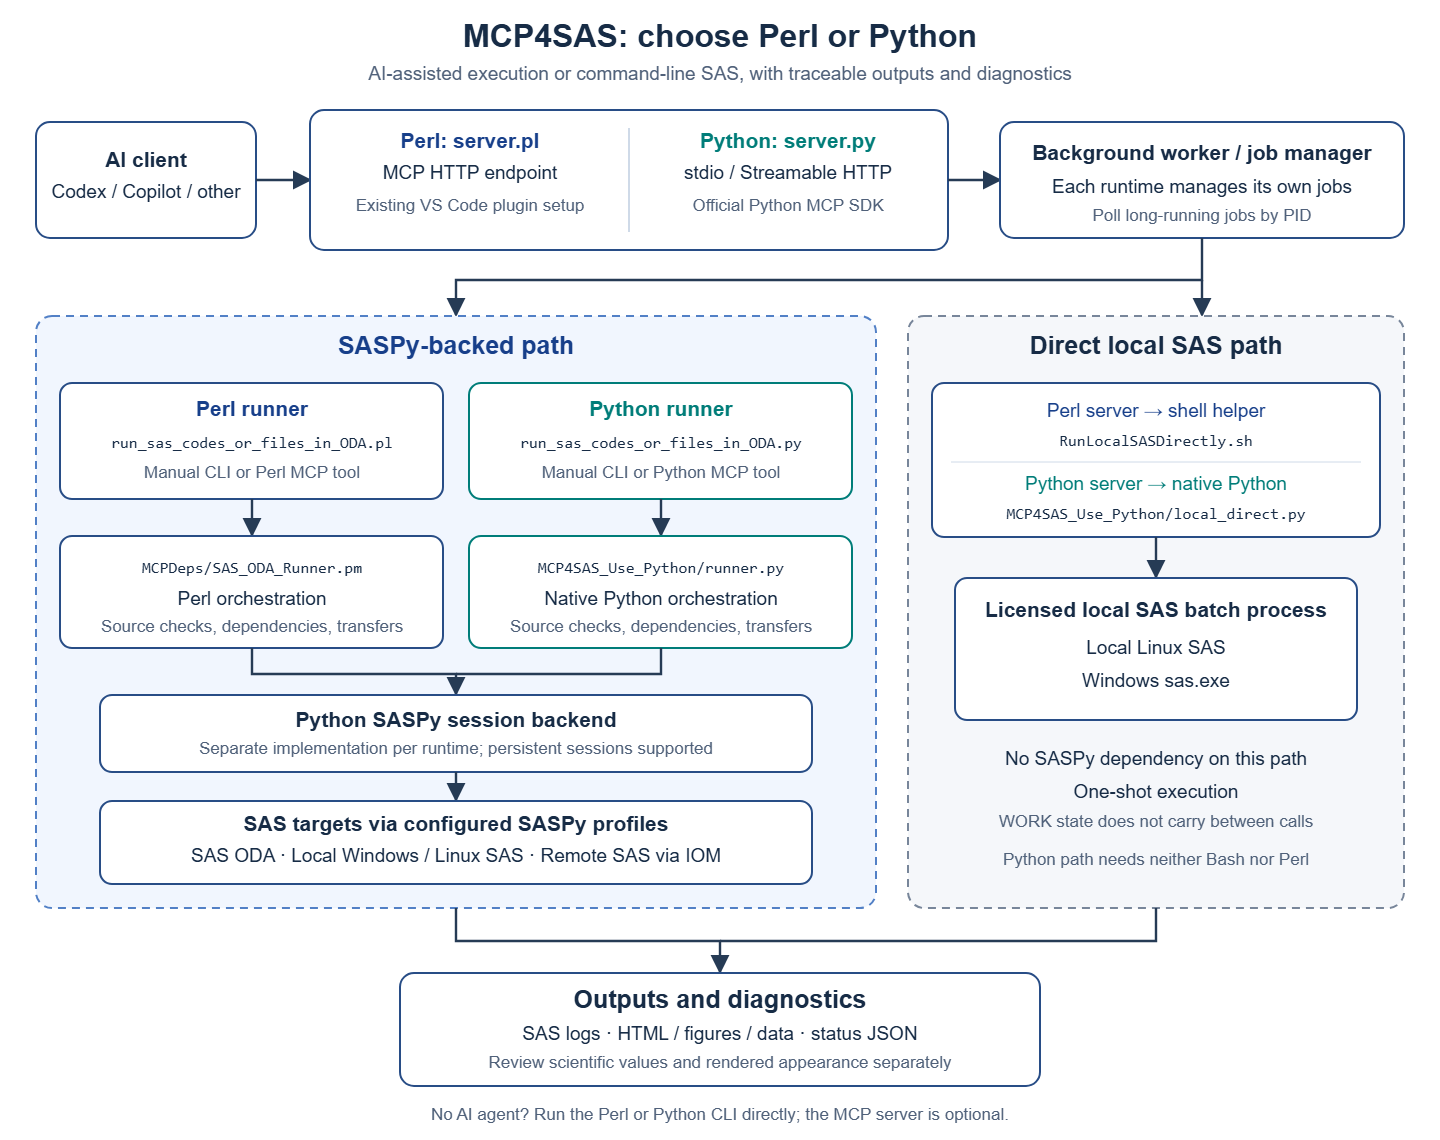 MCP4SAS: choose Perl or Python
AI-assisted execution or command-line SAS, with traceable outputs and diagnostics
AI client
Codex / Copilot / other
Perl: server.pl
MCP HTTP endpoint
Existing VS Code plugin setup
Python: server.py
stdio / Streamable HTTP
Official Python MCP SDK
Background worker / job manager
Each runtime manages its own jobs
Poll long-running jobs by PID
SASPy-backed path
Perl runner
run_sas_codes_or_files_in_ODA.pl
Manual CLI or Perl MCP tool
Python runner
run_sas_codes_or_files_in_ODA.py
Manual CLI or Python MCP tool
MCPDeps/SAS_ODA_Runner.pm
Perl orchestration
Source checks, dependencies, transfers
MCP4SAS_Use_Python/runner.py
Native Python orchestration
Source checks, dependencies, transfers
Python SASPy session backend
Separate implementation per runtime; persistent sessions supported
SAS targets via configured SASPy profiles
SAS ODA · Local Windows / Linux SAS · Remote SAS via IOM
Direct local SAS path
Perl server → shell helper
RunLocalSASDirectly.sh
Python server → native Python
MCP4SAS_Use_Python/local_direct.py
Licensed local SAS batch process
Local Linux SAS
Windows sas.exe
No SASPy dependency on this path
One-shot execution
WORK state does not carry between calls
Python path needs neither Bash nor Perl
Outputs and diagnostics
SAS logs · HTML / figures / data · status JSON
Review scientific values and rendered appearance separately
No AI agent? Run the Perl or Python CLI directly; the MCP server is optional.